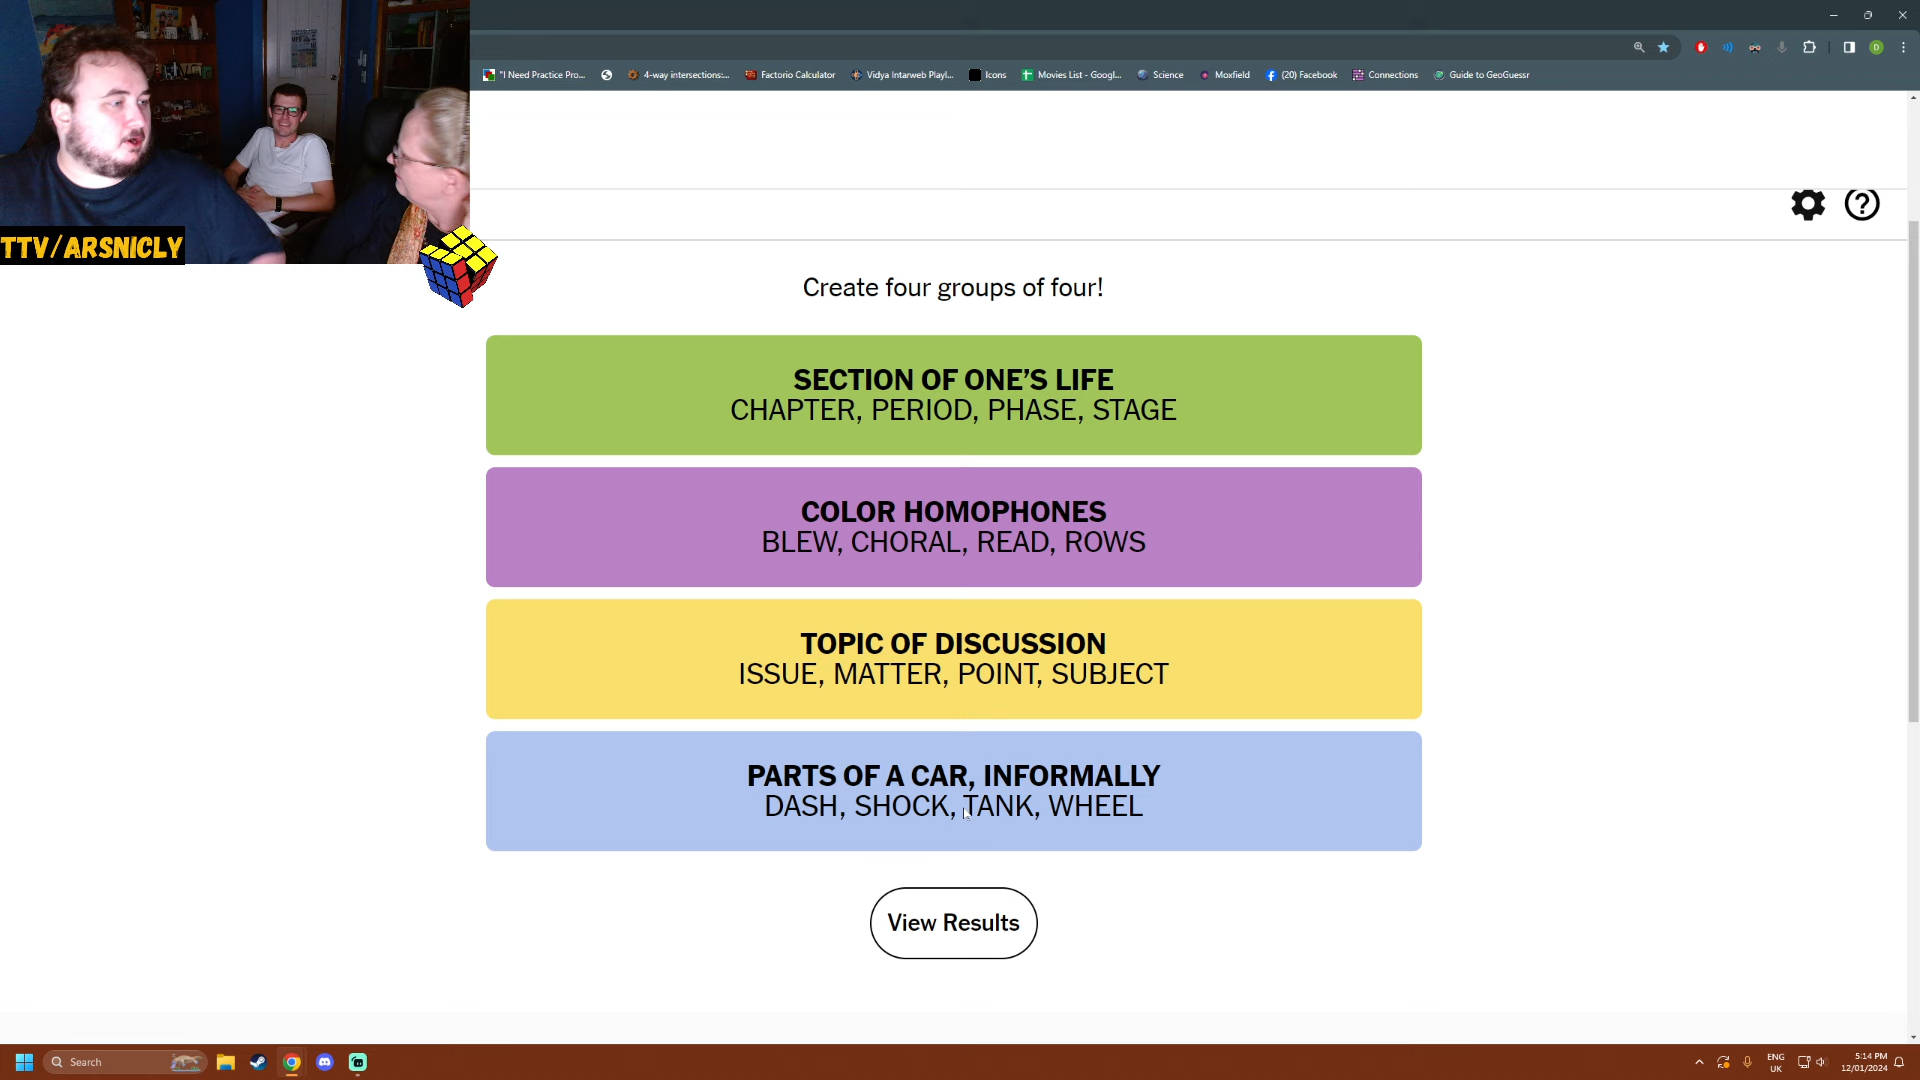 "I Need Practice Pro...
4-way intersections:...
Factorio Calculator
Vidya Intarweb Playl...
Icons
Movies List - Googl...
Science
Moxfield
(20) Facebook
Connections
Guide to GeoGuessr
D
TTV/ARSNICLY
Create four groups of four!
SECTION OF ONE’S LIFE
CHAPTER, PERIOD, PHASE, STAGE
COLOR HOMOPHONES
BLEW, CHORAL, READ, ROWS
TOPIC OF DISCUSSION
ISSUE, MATTER, POINT, SUBJECT
PARTS OF A CAR, INFORMALLY
DASH, SHOCK, TANK, WHEEL
View Results
Search
ENG
UK
5:14 PM
12/01/2024